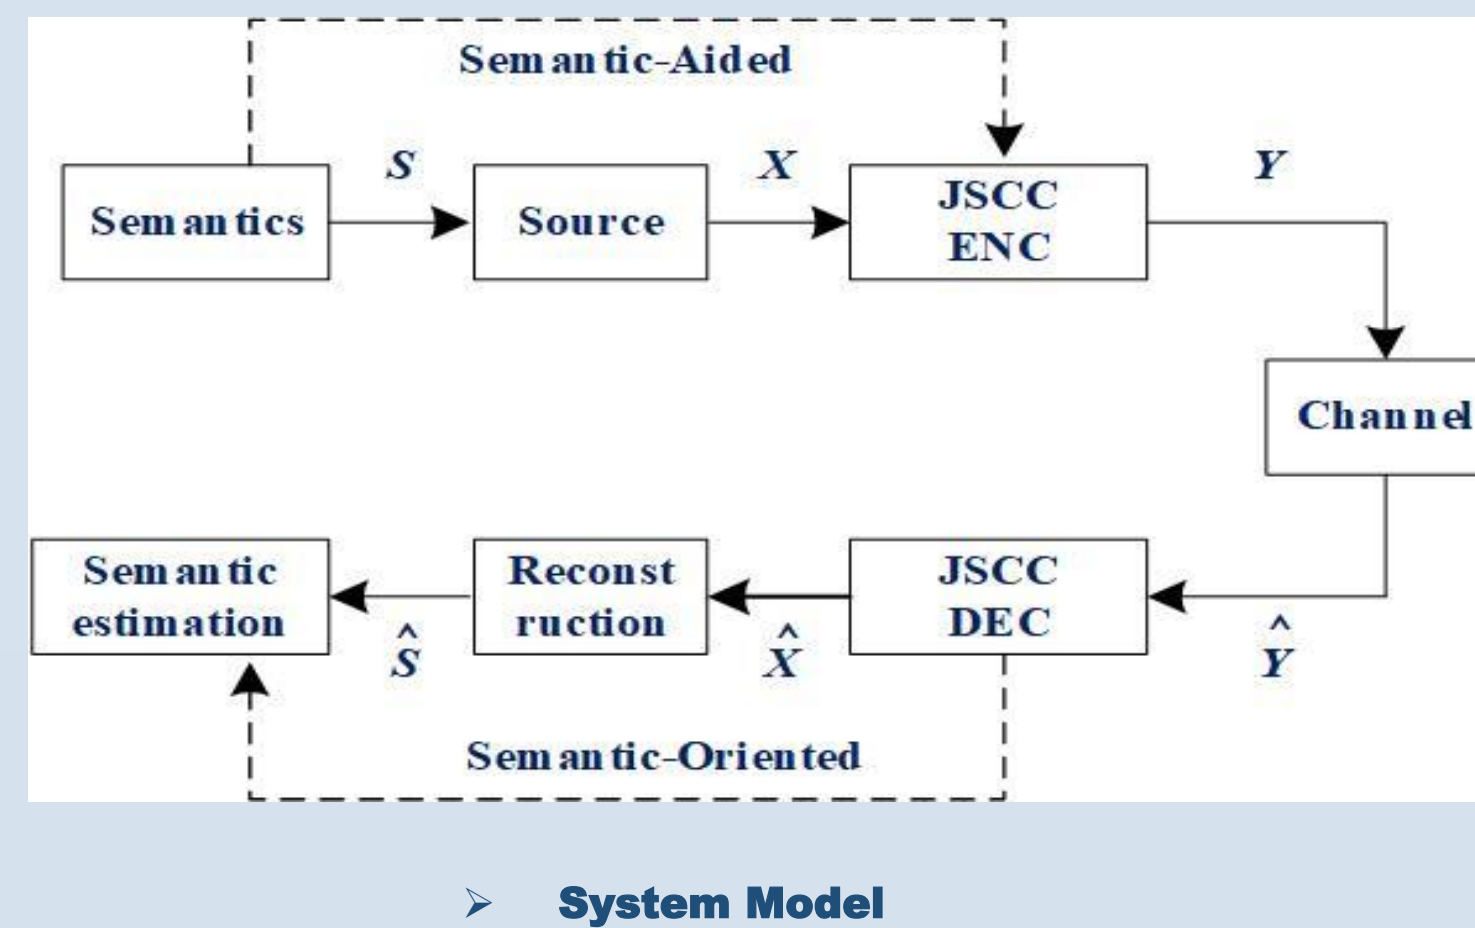 Semantic-Aided
S
X
Y
Semantics
Source
JSCC
ENC
Channel
Semantic
estimation
Reconst
ruction
JSCC
DEC
Ŝ
X̂
Ŷ
Semantic-Oriented
➢ System Model